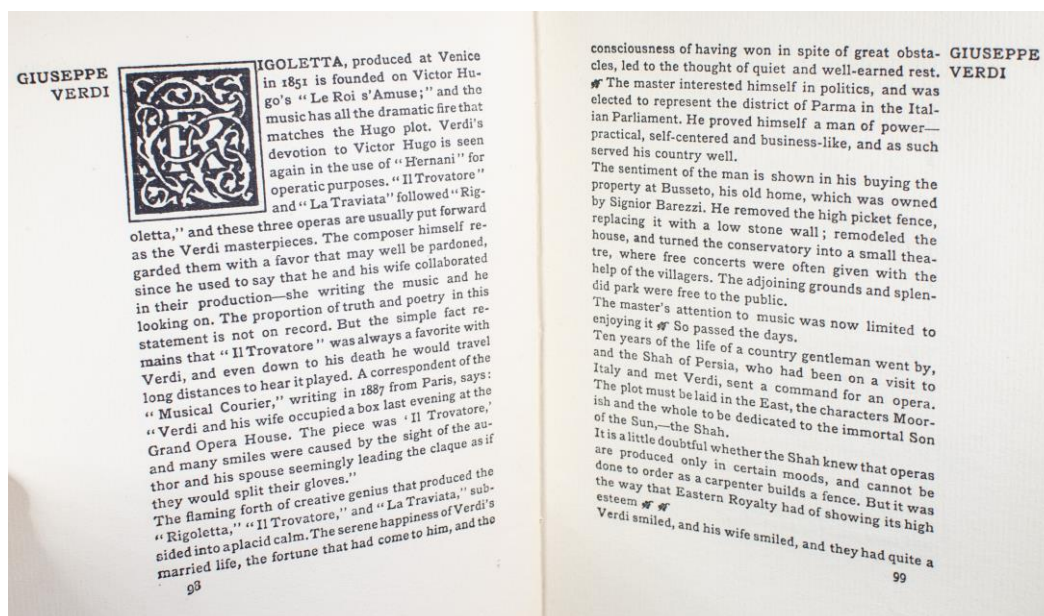 GIUSEPPE
VERDI
RIGOLETTA, produced at Venice
in 1851 is founded on Victor Hu-
go's "Le Roi s'Amuse;" and the
music has all the dramatic fire that
matches the Hugo plot. Verdi's
devotion to Victor Hugo is seen
again in the use of "Hernani" for
operatic purposes. "Il Trovatore"
and "La Traviata" followed "Rig-
oletta," and these three operas are usually put forward
as the Verdi masterpieces. The composer himself re-
garded them with a favor that may well be pardoned,
since he used to say that he and his wife collaborated
in their production—she writing the music and he
looking on. The proportion of truth and poetry in this
statement is not on record. But the simple fact re-
mains that "Il Trovatore" was always a favorite with
Verdi, and even down to his death he would travel
long distances to hear it played. A correspondent of the
"Musical Courier," writing in 1887 from Paris, says:
"Verdi and his wife occupied a box last evening at the
Grand Opera House. The piece was 'Il Trovatore,'
and many smiles were caused by the sight of the au-
thor and his spouse seemingly leading the claque as if
they would split their gloves."
The flaming forth of creative genius that produced the
"Rigoletta," "Il Trovatore," and "La Traviata," sub-
sided into a placid calm. The serene happiness of Verdi's
married life, the fortune that had come to him, and the
98
consciousness of having won in spite of great obsta-
cles, led to the thought of quiet and well-earned rest.
The master interested himself in politics, and was
elected to represent the district of Parma in the Ital-
ian Parliament. He proved himself a man of power—
practical, self-centered and business-like, and as such
served his country well.
The sentiment of the man is shown in his buying the
property at Busseto, his old home, which was owned
by Signior Barezzi. He removed the high picket fence,
replacing it with a low stone wall; remodeled the
house, and turned the conservatory into a small thea-
tre, where free concerts were often given with the
help of the villagers. The adjoining grounds and splen-
did park were free to the public.
The master's attention to music was now limited to
enjoying it So passed the days.
Ten years of the life of a country gentleman went by,
and the Shah of Persia, who had been on a visit to
Italy and met Verdi, sent a command for an opera.
The plot must be laid in the East, the characters Moor-
ish and the whole to be dedicated to the immortal Son
of the Sun,—the Shah.
It is a little doubtful whether the Shah knew that operas
are produced only in certain moods, and cannot be
done to order as a carpenter builds a fence. But it was
the way that Eastern Royalty had of showing its high
esteem
Verdi smiled, and his wife smiled, and they had quite a
99
GIUSEPPE
VERDI